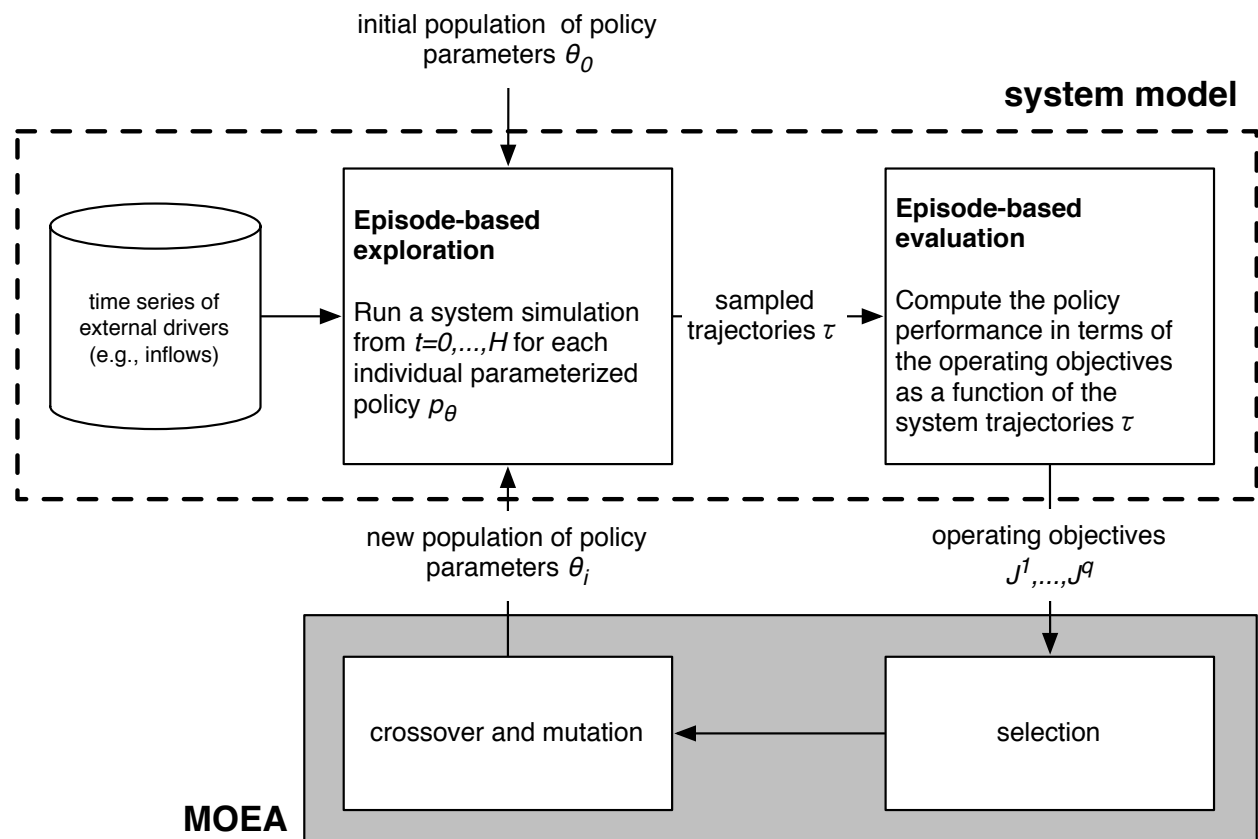 initial population of policy
parameters θ0
system model
time series of
external drivers
(e.g., inflows)
Episode-based
exploration
Run a system simulation
from t=0,...,H for each
individual parameterized
policy pθ
sampled
trajectories τ
Episode-based
evaluation
Compute the policy
performance in terms of
the operating objectives
as a function of the
system trajectories τ
new population of policy
parameters θi
operating objectives
J1,...,Jq
crossover and mutation
selection
MOEA